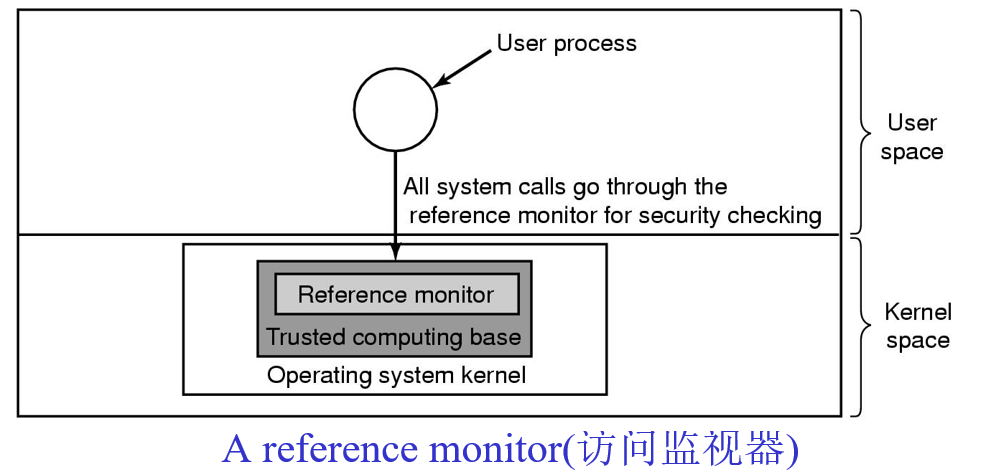 User process
User
space
All system calls go through the
reference monitor for security checking
Reference monitor
Trusted computing base
Operating system kernel
Kernel
space
A reference monitor(访问监视器)